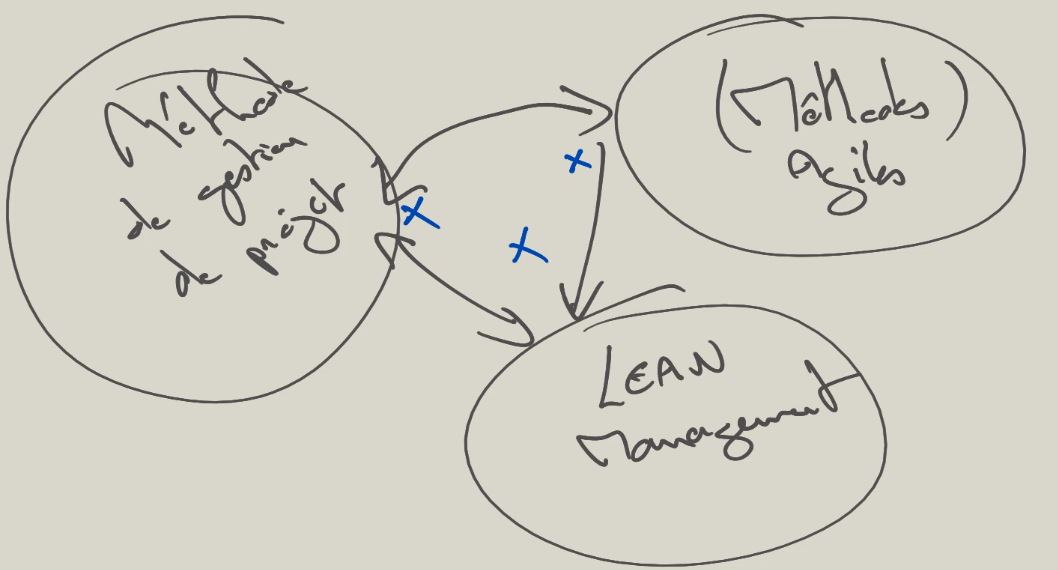 Méthode
de gestion
de projet
(Méthodes)
Agiles
LEAN
Management